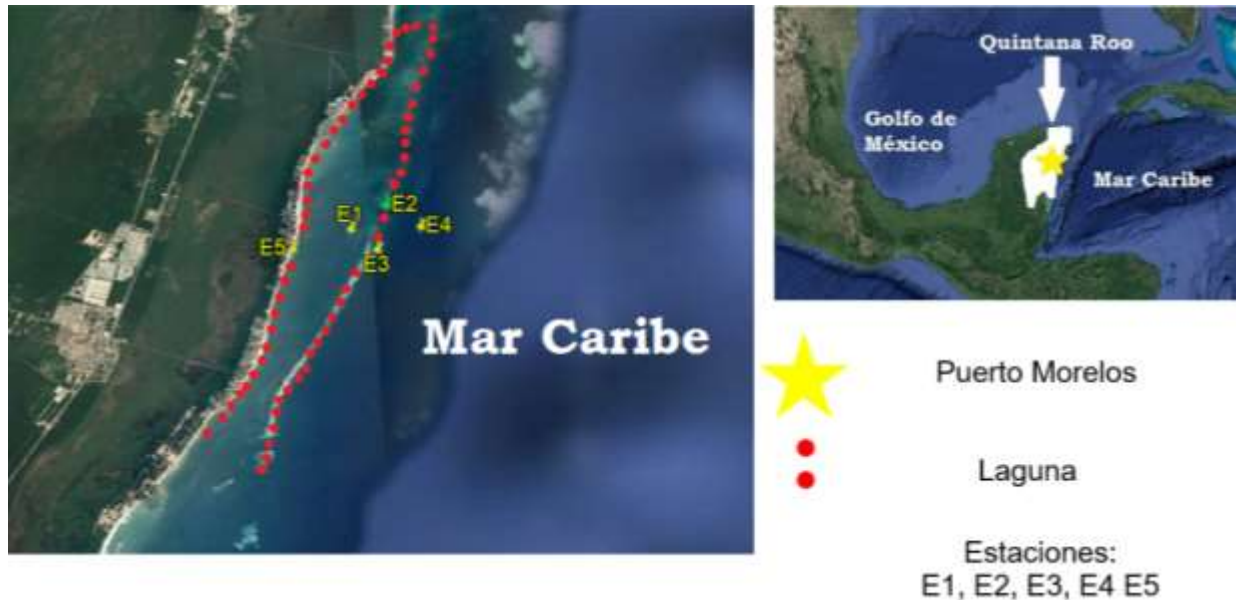 E1
E2
E4
E5
E3
Mar Caribe
Quintana Roo
Golfo de
México
Mar Caribe
Puerto Morelos
Laguna
Estaciones:
E1, E2, E3, E4 E5